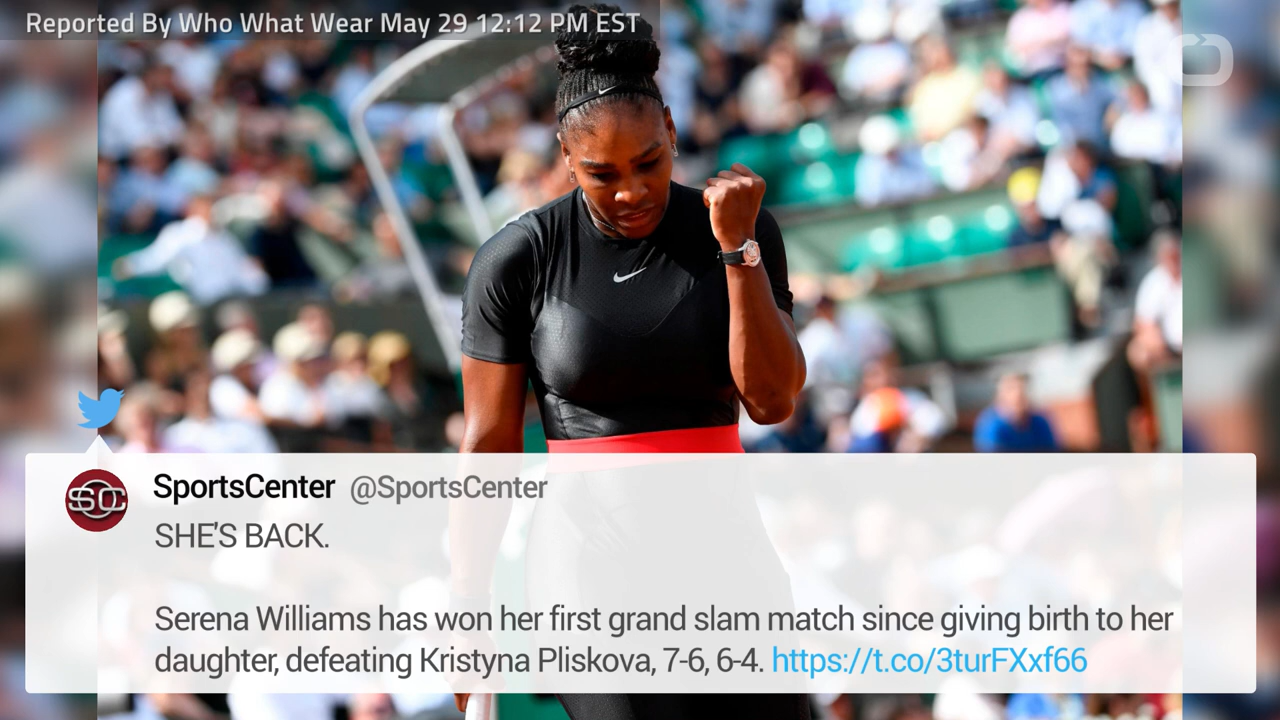 Reported By Who What Wear May 29 12:12 PM EST
SportsCenter @SportsCenter
SC
SHE'S BACK.
Serena Williams has won her first grand slam match since giving birth to her
daughter, defeating Kristyna Pliskova, 7-6, 6-4. https://t.co/3turFXxf66